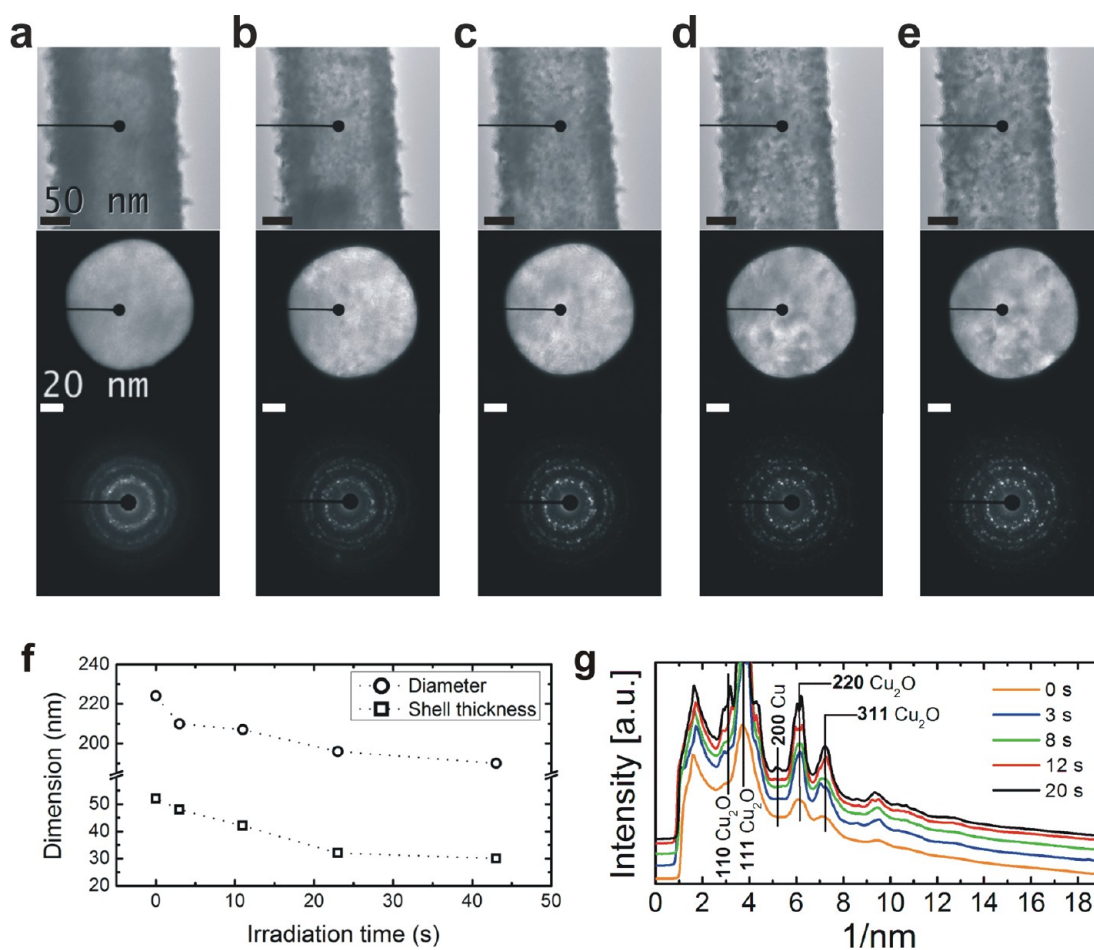 a
b
c
d
e
50 nm
20 nm
f
240
220
200
50
40
30
20
Dimension (nm)
0
10
20
30
40
50
Irradiation time (s)
Diameter
Shell thickness
g
Intensity [a.u.]
110 Cu₂O
111 Cu₂O
200 Cu
220 Cu₂O
311 Cu₂O
0 s
3 s
8 s
12 s
20 s
0 2 4 6 8 10 12 14 16 18
1/nm